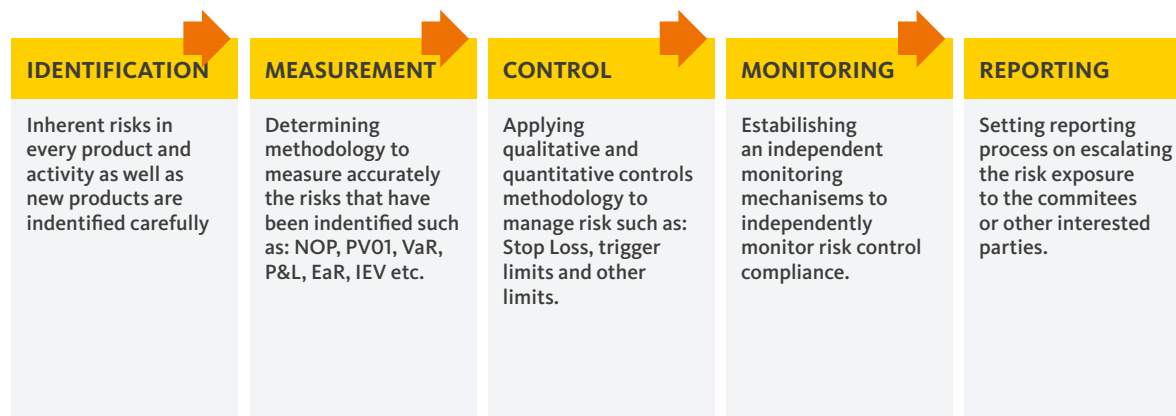 IDENTIFICATION
Inherent risks in
every product and
activity as well as
new products are
indentified carefully
MEASUREMENT
Determining
methodology to
measure accurately
the risks that have
been indentified such
as: NOP, PV01, VaR,
P&L, EaR, IEV etc.
CONTROL
Applying
qualitative and
quantitative controls
methodology to
manage risk such as:
Stop Loss, trigger
limits and other
limits.
MONITORING
Estabilishing
an independent
monitoring
mechanisems to
independently
monitor risk control
compliance.
REPORTING
Setting reporting
process on escalating
the risk exposure
to the commitees
or other interested
parties.